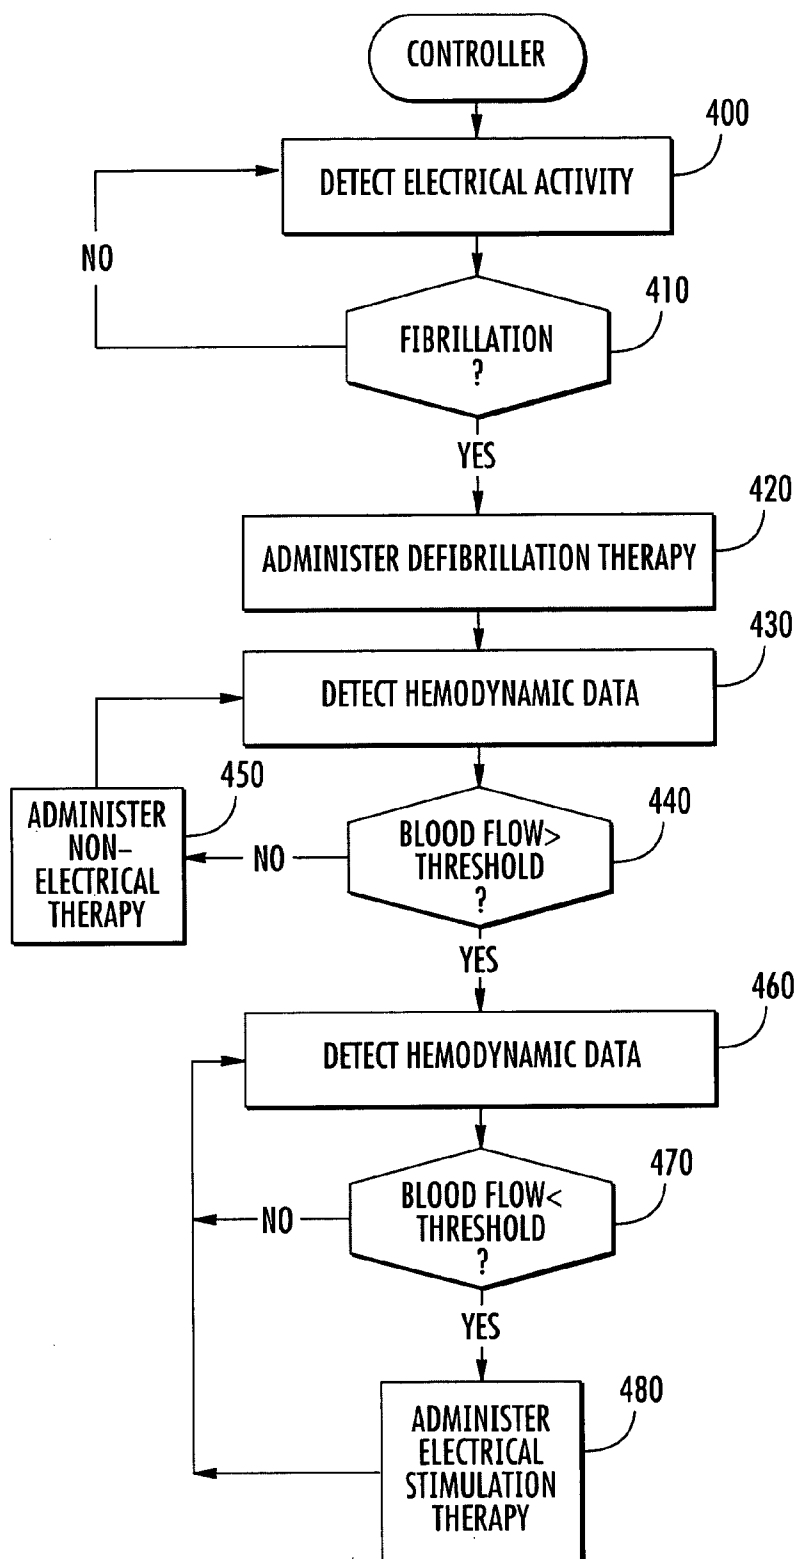 CONTROLLER
400
DETECT ELECTRICAL ACTIVITY
NO
410
FIBRILLATION
?
YES
420
ADMINISTER DEFIBRILLATION THERAPY
430
DETECT HEMODYNAMIC DATA
450
ADMINISTER
NON-
ELECTRICAL
THERAPY
NO
440
BLOOD FLOW>
THRESHOLD
?
YES
460
DETECT HEMODYNAMIC DATA
470
BLOOD FLOW<
THRESHOLD
?
NO
YES
480
ADMINISTER
ELECTRICAL
STIMULATION
THERAPY